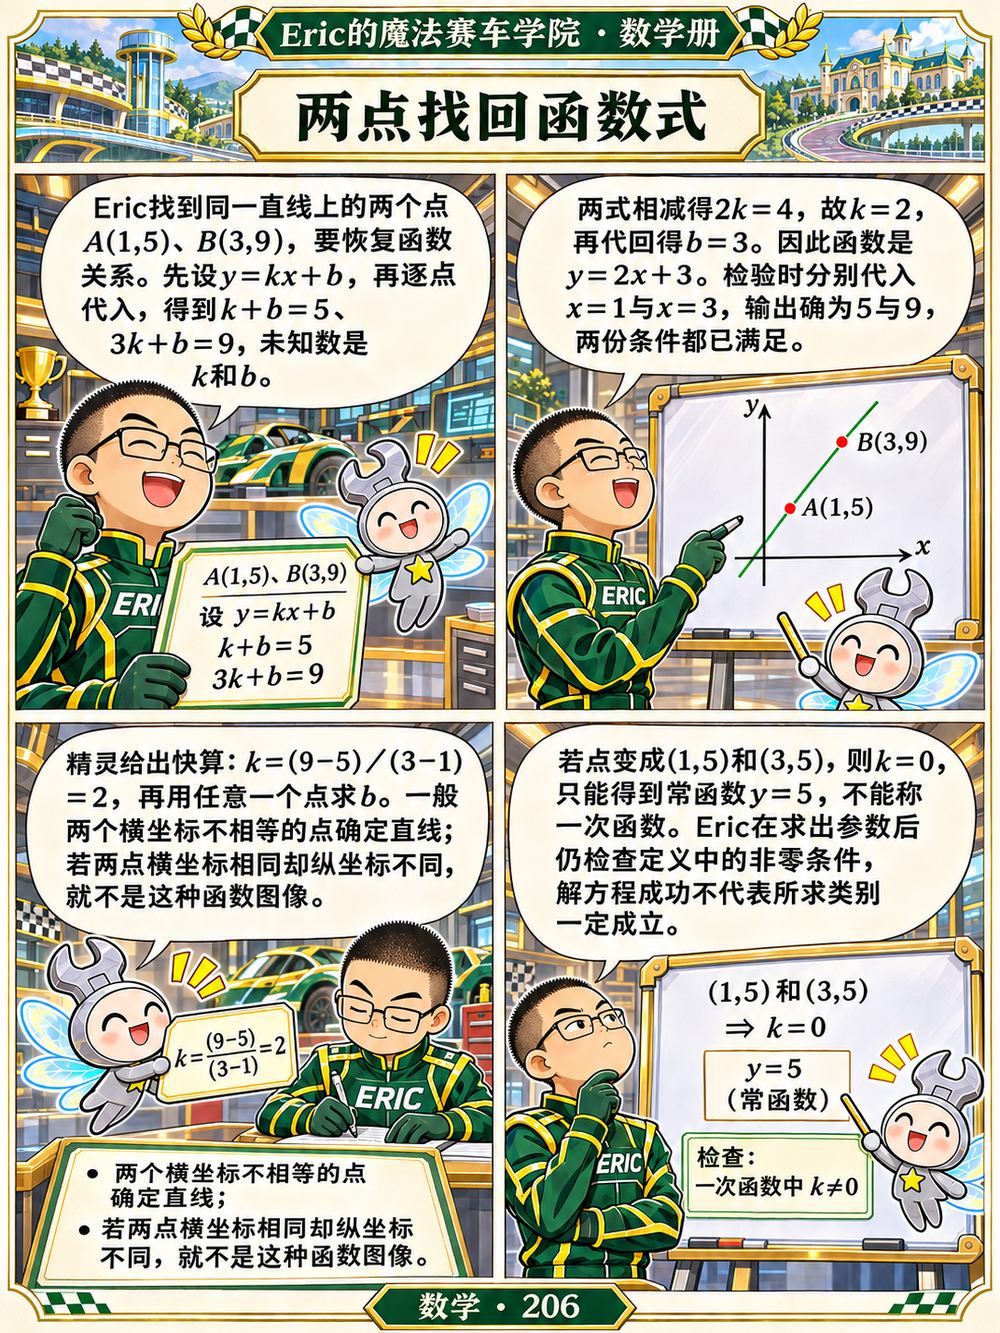 Eric的魔法赛车学院·数学册
两点找回函数式
Eric找到同一直线上的两个点
A(1,5)、B(3,9)，要恢复函数
关系。先设y=kx+b，再逐点
代入，得到k+b=5、
3k+b=9，未知数是
k和b。
ERIC
A(1,5)、B(3,9)
设 y=kx+b
k+b=5
3k+b=9
两式相减得2k=4，故k=2，
再代回得b=3。因此函数是
y=2x+3。检验时分别代入
x=1与x=3，输出确为5与9，
两份条件都已满足。
y
B(3,9)
A(1,5)
x
ERIC
精灵给出快算：k=(9-5)/(3-1)
=2，再用任意一个点求b。一般
两个横坐标不相等的点确定直线；
若两点横坐标相同却纵坐标不同，
就不是这种函数图像。
k=(9-5)/(3-1)=2
ERIC
• 两个横坐标不相等的点
确定直线；
• 若两点横坐标相同却纵坐标
不同，就不是这种函数图像。
若点变成(1,5)和(3,5)，则k=0，
只能得到常函数y=5，不能称
一次函数。Eric在求出参数后
仍检查定义中的非零条件，
解方程成功不代表所求类别
一定成立。
(1,5)和(3,5)
⇒ k=0
y=5
（常函数）
检查：
一次函数中 k≠0
ERIC
数学·206